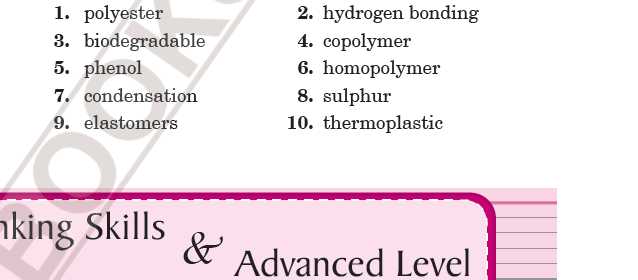 1. polyester 2. hydrogen bonding
3. biodegradable 4. copolymer
5. phenol 6. homopolymer
7. condensation 8. sulphur
9. elastomers 10. thermoplastic
nking Skills
& Advanced Level
BOOK